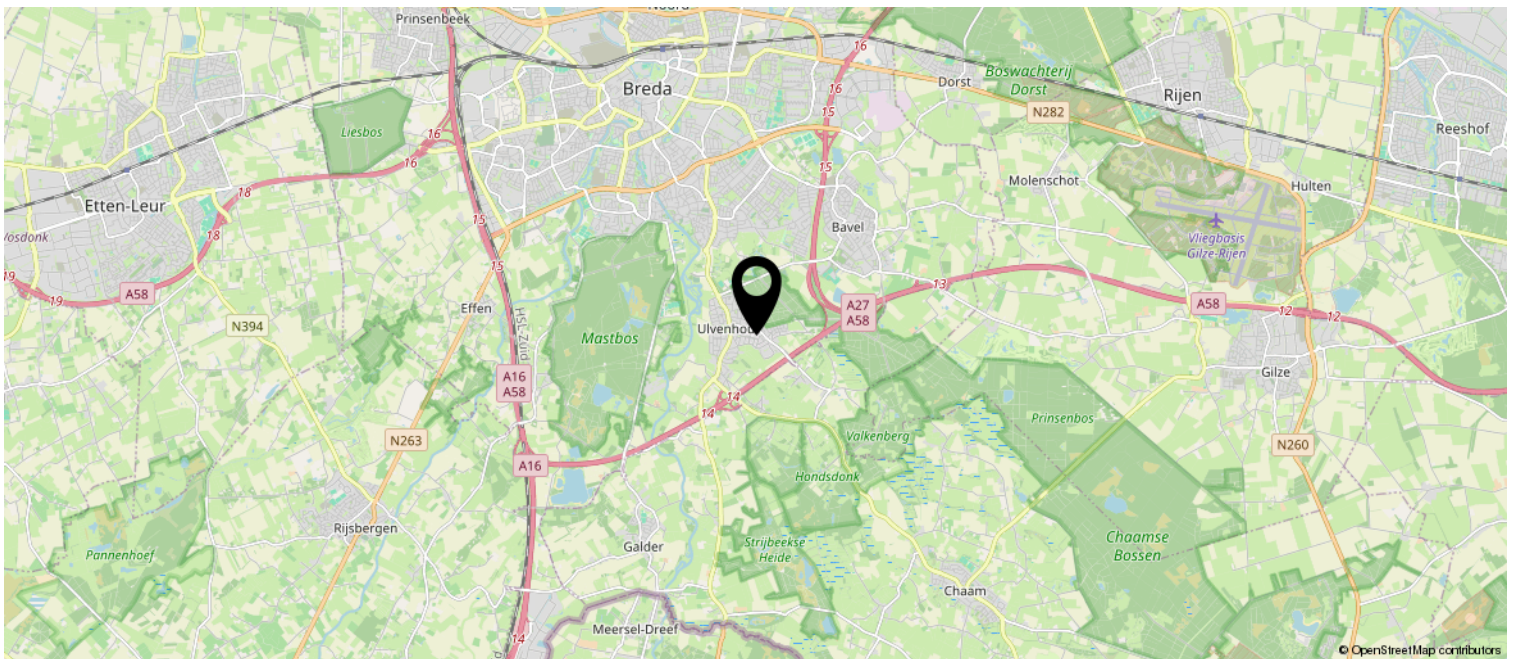 Prinsenbeek
16
Breda
Dorst
Boswachterij
Dorst
Rijen
N282
Reeshof
Liesbos
16
16
16
15
15
Molenschot
Hulten
18
Etten-Leur
18
15
15
Bavel
Vliegbasis
Gilze-Rijen
19
19
A58
13
A27
A58
A58
12
12
N394
Effen
HSL-Zuid
Mastbos
Gilze
A16
A58
14
14
Prinsenbos
N263
Valkenberg
N260
A16
Hondsdonk
Rijsbergen
Galder
Strijbeekse
Heide
Chaamse
Bossen
Pannenhoef
Chaam
Meersel-Dreef
14
© OpenStreetMap contributors